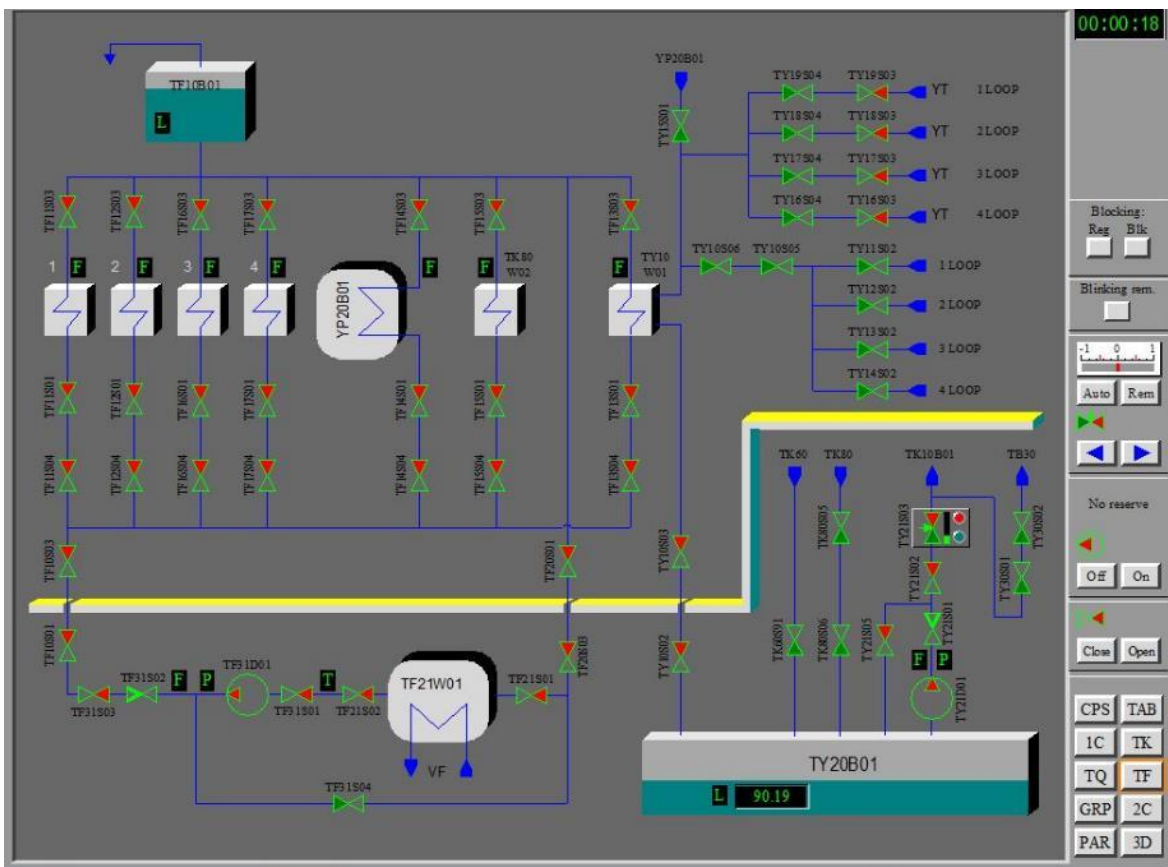 00:00:18
YP20B01
TF10B01
L
TY15S01
TY19S04 TY19S03 YT 1 LOOP
TY18S04 TY18S03 YT 2 LOOP
TY17S04 TY17S03 YT 3 LOOP
TY16S04 TY16S03 YT 4 LOOP
TF11S03 TF12S03 TF16S03 TF17S03 TF14S03 TF15S03 TF13S03
TY10S06 TY10S05
TY11S02 1 LOOP
TY12S02 2 LOOP
TY13S02 3 LOOP
TY14S02 4 LOOP
1 F 2 F 3 F 4 F F F F
TK80
W02
TY10
W01
YP20B01
TF11S01 TF12S01 TF16S01 TF17S01 TF14S01 TF15S01 TF13S01
TF11S04 TF12S04 TF16S04 TF17S04 TF14S04 TF15S04 TF13S04
TK60 TK80 TK10B01 TB30
TK80S05 TY21S03 TY30S02
TF10S03 TF20S01 TY10S03 TY21S02 TY30S01
TF10S01 TF20S03 TY10S02 TK60S91 TK80S06 TY21S05 TY21S01
F P
TY21D01
TF31S03 TF31S02 F P TF31D01 TF31S01 T TF21S02 TF21W01 TF21S01
VF
TF31S04
TY20B01
L 90.19
Blocking:
Reg Blk
Blinking rem.
-1 0 1
Auto Rem
No reserve
Off On
Close Open
CPS TAB
1C TK
TQ TF
GRP 2C
PAR 3D